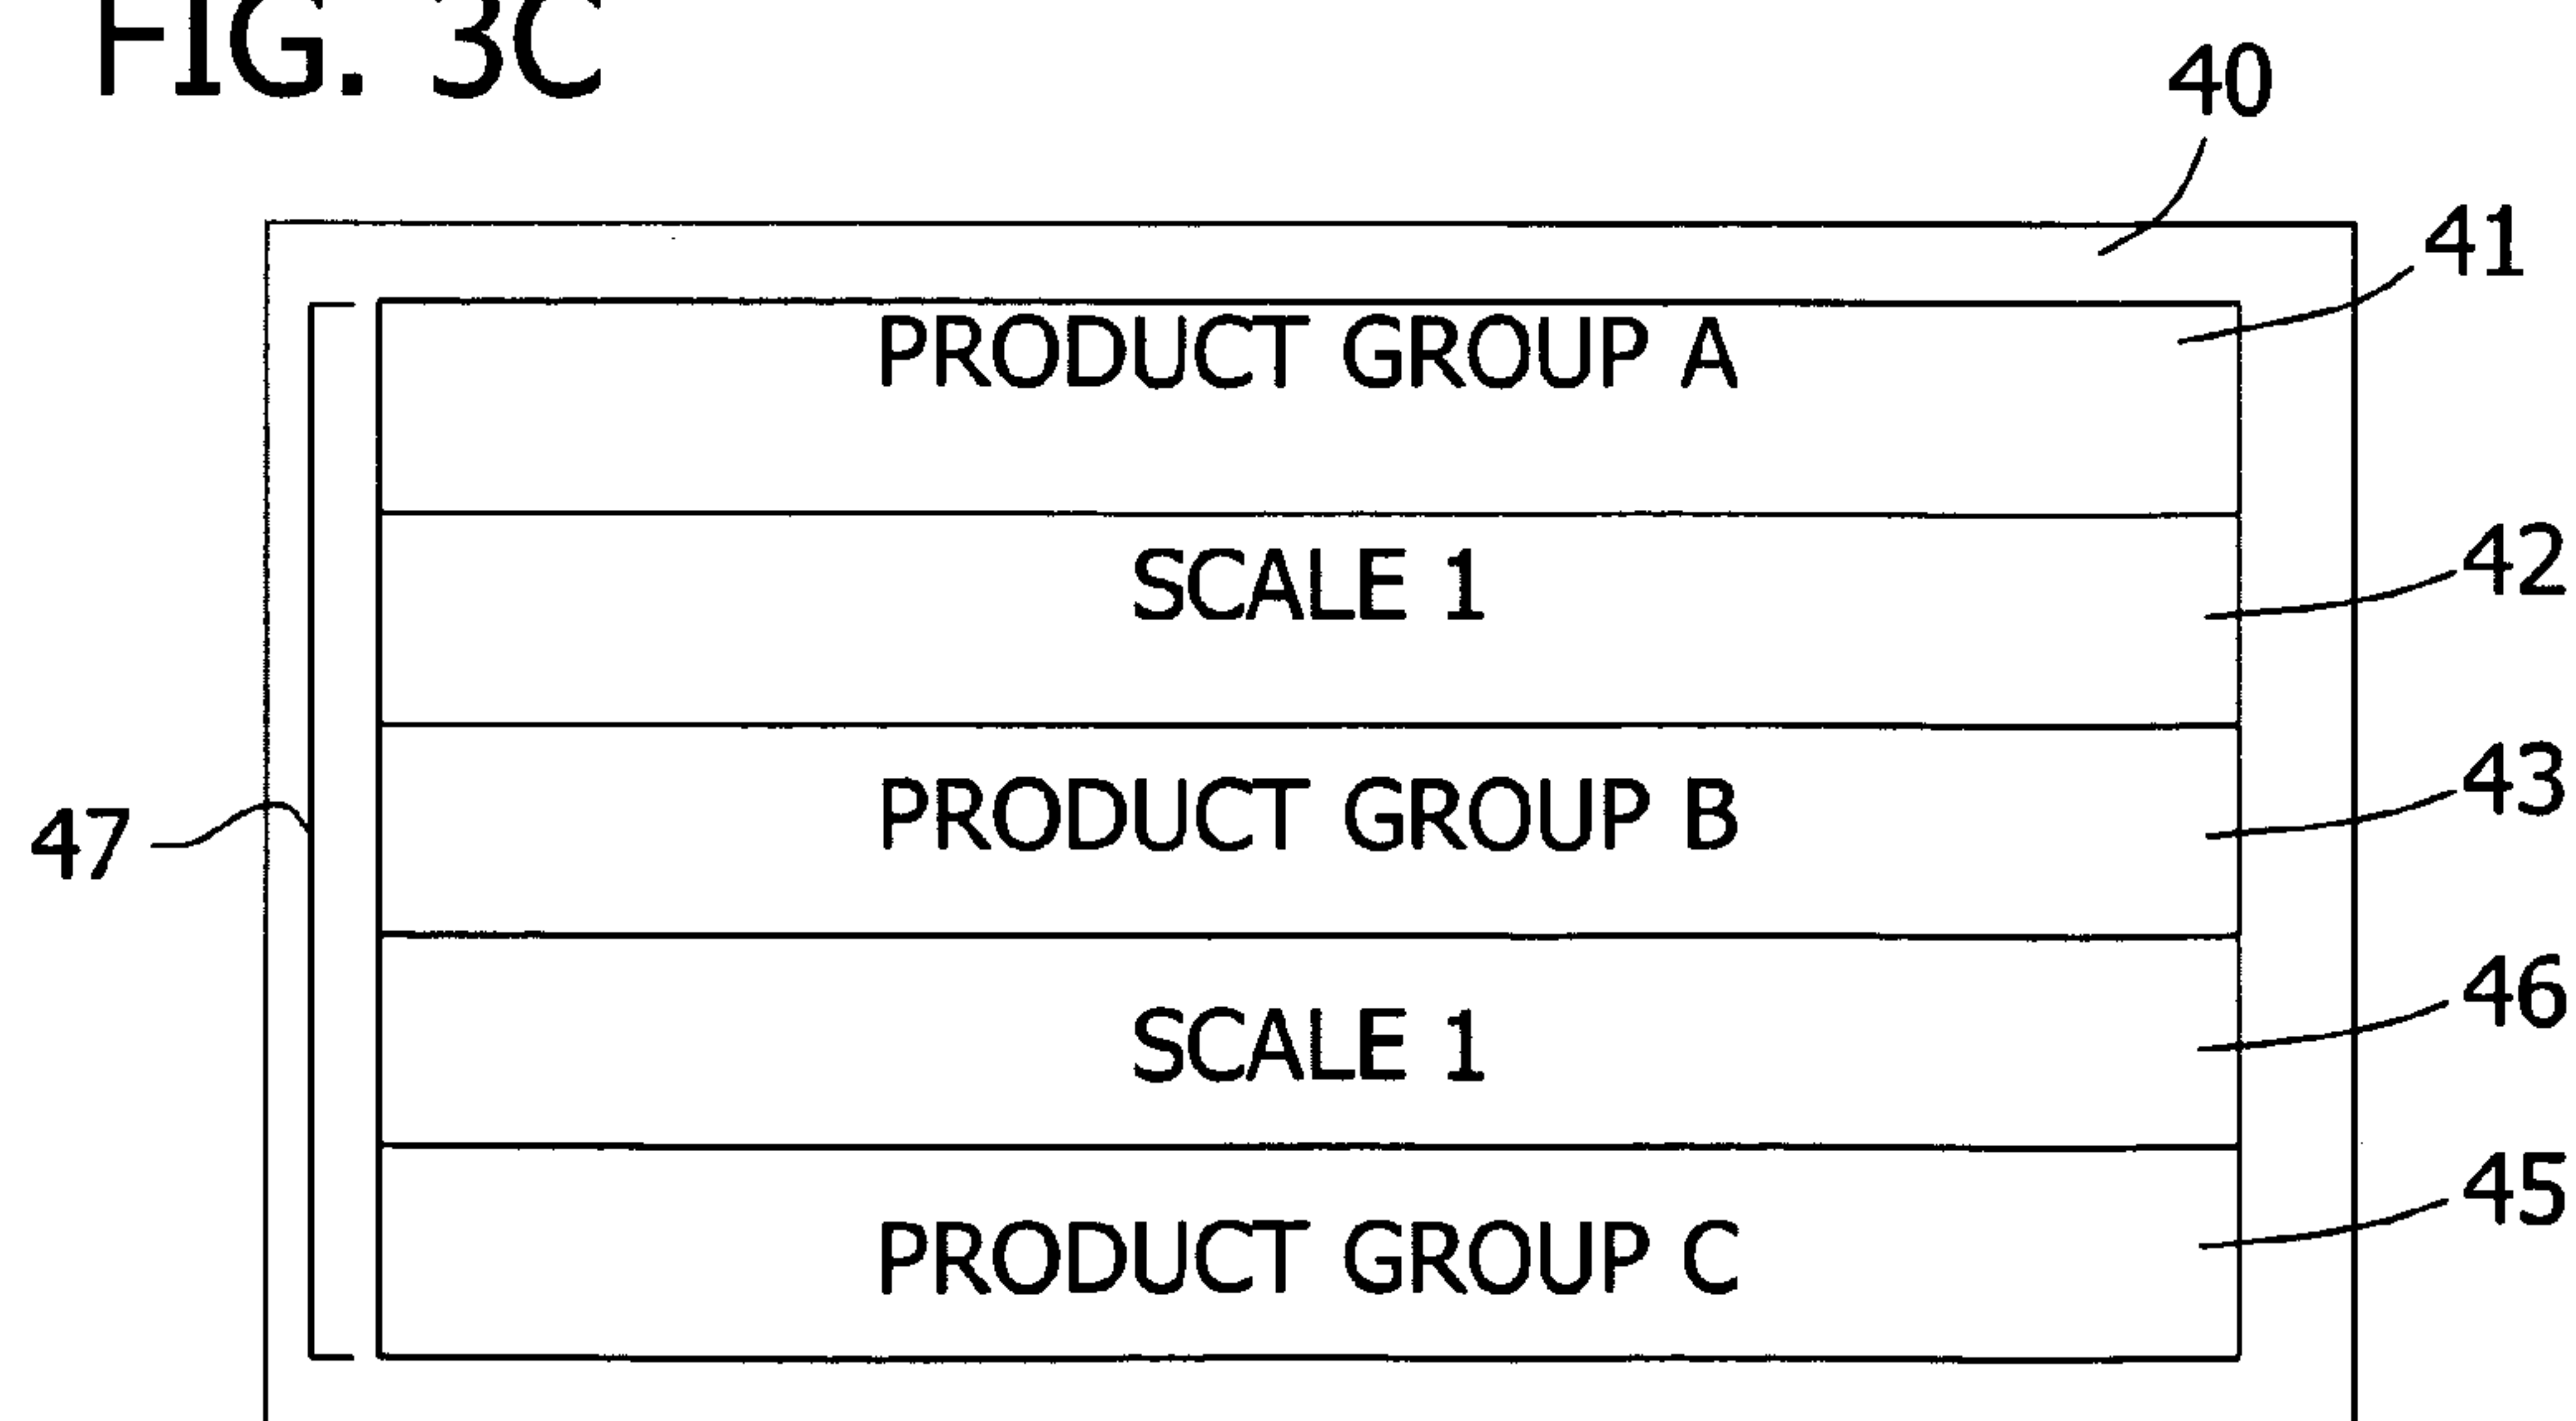 FIG. 3C
40
41
PRODUCT GROUP A
42
SCALE 1
43
PRODUCT GROUP B
47
46
SCALE 1
45
PRODUCT GROUP C